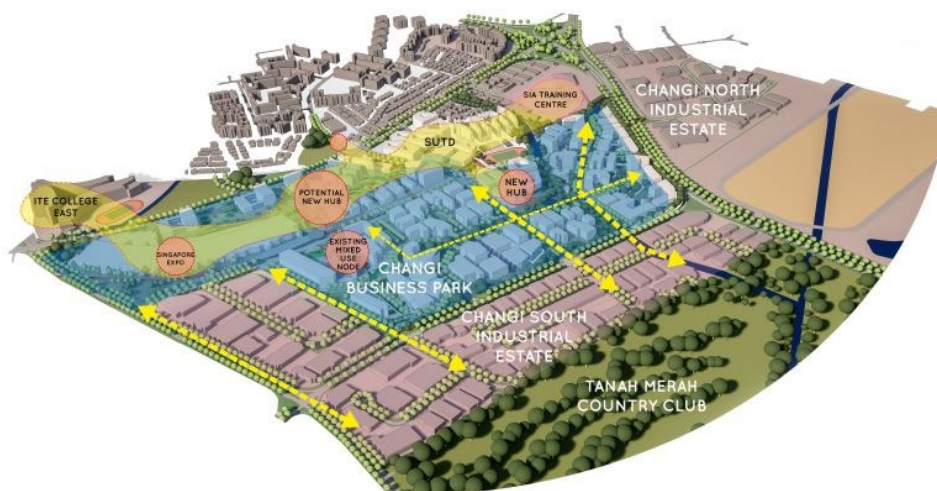 CHANGI NORTH
INDUSTRIAL
ESTATE
SIA TRAINING
CENTRE
SUTD
ITE COLLEGE
EAST
POTENTIAL
NEW HUB
NEW
HUB
SINGAPORE
EXPO
EXISTING
MIXED
USE
NODE
CHANGI
BUSINESS PARK
CHANGI SOUTH
INDUSTRIAL
ESTATE
TANAH MERAH
COUNTRY CLUB